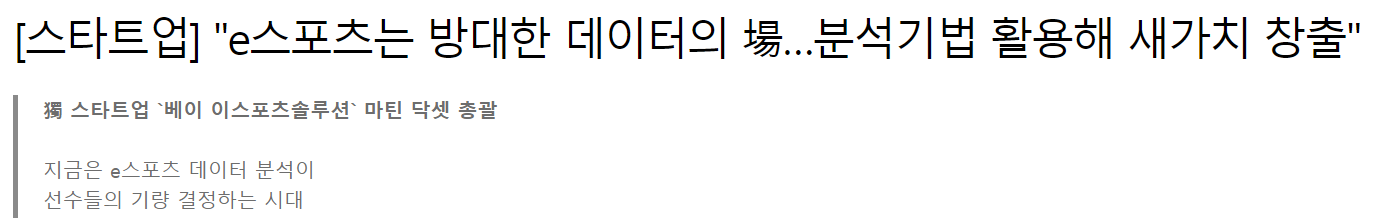 [스타트업] "e스포츠는 방대한 데이터의 場...분석기법 활용해 새가치 창출"
獨 스타트업 `베이 이스포츠솔루션` 마틴 닥셋 총괄
지금은 e스포츠 데이터 분석이
선수들의 기량 결정하는 시대